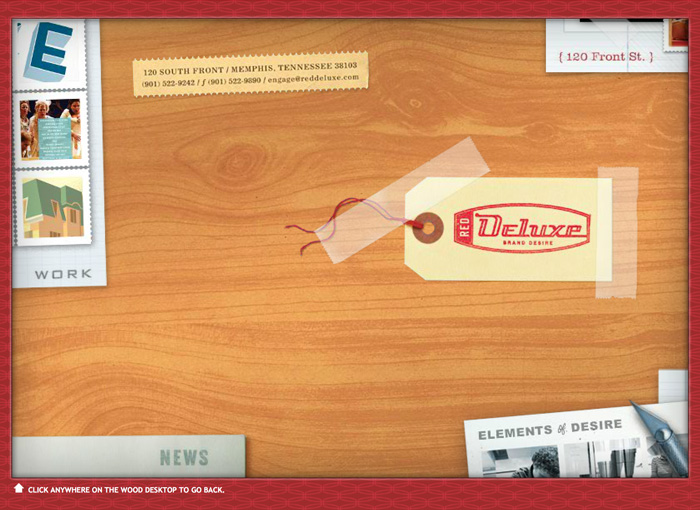 E
120 SOUTH FRONT / MEMPHIS, TENNESSEE 38103
(901) 522-9242 / f (901) 522-9890 / engage@reddeluxe.com
{ 120 Front St. }
RED Deluxe
BRAND DESIRE
WORK
ELEMENTS of DESIRE
NEWS
CLICK ANYWHERE ON THE WOOD DESKTOP TO GO BACK.